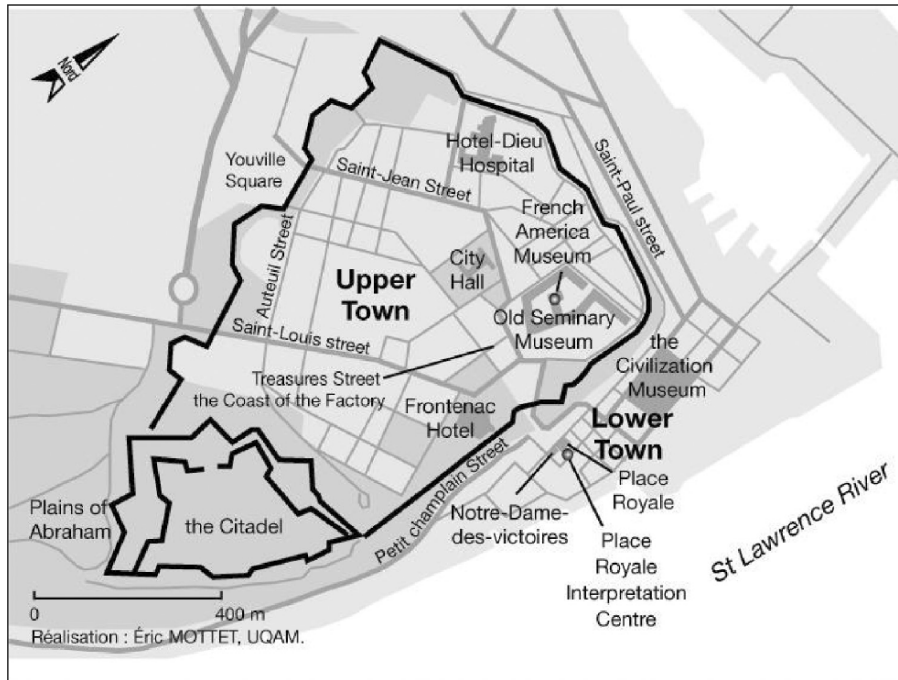 Nord
Hotel-Dieu
Hospital
Youville
Square
Saint-Jean Street
Saint-Paul street
French
America
Museum
Auteuil Street
Upper
Town
City
Hall
Old Seminary
Museum
Saint-Louis street
the
Civilization
Museum
Treasures Street
the Coast of the Factory
Frontenac
Hotel
Lower
Town
Petit champlain Street
Place
Royale
Plains of
Abraham
the Citadel
Notre-Dame-
des-victoires
Place
Royale
Interpretation
Centre
St Lawrence River
0
400 m
Réalisation : Éric MOTTET, UQAM.